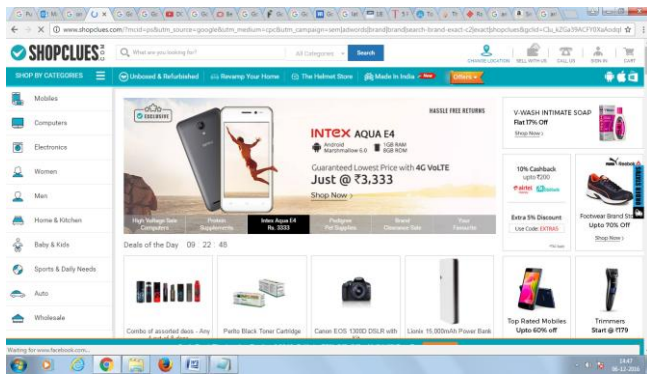 www.shopclues.com/?mcid=ps&utm_source=google&utm_medium=cpc&utm_campaign=sem|adwords|brand|brand|search-brand-exact-c2|exact|shopclues&gclid=
SHOPCLUES
What are you looking for?
All Categories
Search
CHANGE LOCATION
SELL WITH US
CALL US
SIGN IN
CART
SHOP BY CATEGORIES
Unboxed & Refurbished
Revamp Your Home
The Helmet Store
Made In India
New
Offers
Mobiles
Computers
Electronics
Women
Men
Home & Kitchen
Baby & Kids
Sports & Daily Needs
Auto
Wholesale
EXCLUSIVE
HASSLE FREE RETURNS
INTEX AQUA E4
Android
Marshmallow 6.0
1GB RAM
8GB ROM
Guaranteed Lowest Price with 4G VoLTE
Just @ ₹3,333
Shop Now
High Voltage Sale
Computers
Protein
Supplements
Intex Aqua E4
Rs. 3333
Pedigree
Pet Supplies
Brand
Clearance Sale
Your
Favourite
V-WASH INTIMATE SOAP
Flat 17% Off
Shop Now
10% Cashback
upto ₹200
airtel
Extra 5% Discount
Use Code: EXTRA5
Reebok
ORDER STATUS
Footwear Brand Sto
Upto 70% Off
Shop Now
Deals of the Day 09 : 22 : 48
Combo of assorted deos - Any
Canon EOS 1300D DSLR with
Black Toner Cartridge
15,000mAh Power Bank
Top Rated Mobiles
Upto 60% off
Trimmers
Start @ ₹179
Waiting for www.facebook.com...
14:47
06-12-2016